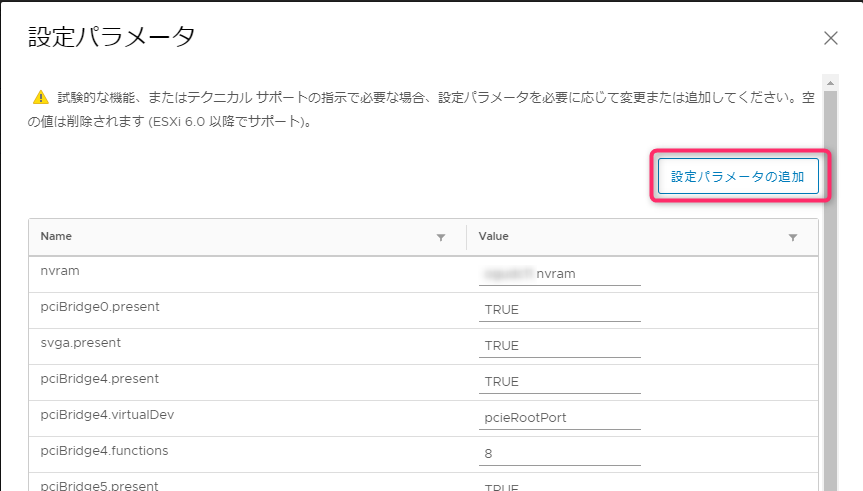 設定パラメータ
試験的な機能、またはテクニカル サポートの指示で必要な場合、設定パラメータを必要に応じて変更または追加してください。空
の値は削除されます (ESXi 6.0 以降でサポート)。
設定パラメータの追加
Name Value
nvram nvram
pciBridge0.present TRUE
svga.present TRUE
pciBridge4.present TRUE
pciBridge4.virtualDev pcieRootPort
pciBridge4.functions 8
pciBridge5.present TRUE